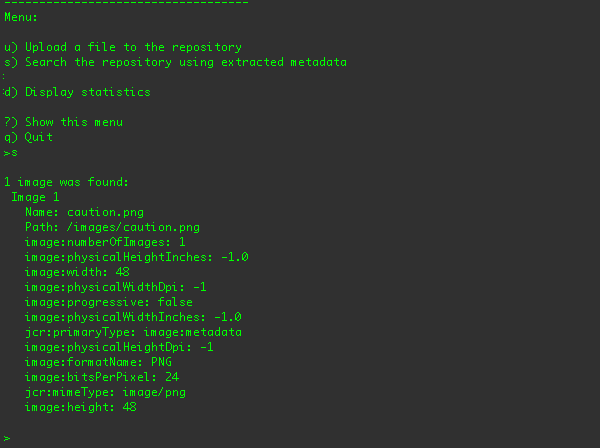 -----------------------------------
Menu:
u) Upload a file to the repository
s) Search the repository using extracted metadata
:
d) Display statistics
?) Show this menu
q) Quit
>s
1 image was found:
Image 1
Name: caution.png
Path: /images/caution.png
image:numberOfImages: 1
image:physicalHeightInches: -1.0
image:width: 48
image:physicalWidthDpi: -1
image:progressive: false
image:physicalWidthInches: -1.0
jcr:primaryType: image:metadata
image:physicalHeightDpi: -1
image:formatName: PNG
image:bitsPerPixel: 24
jcr:mimeType: image/png
image:height: 48
>